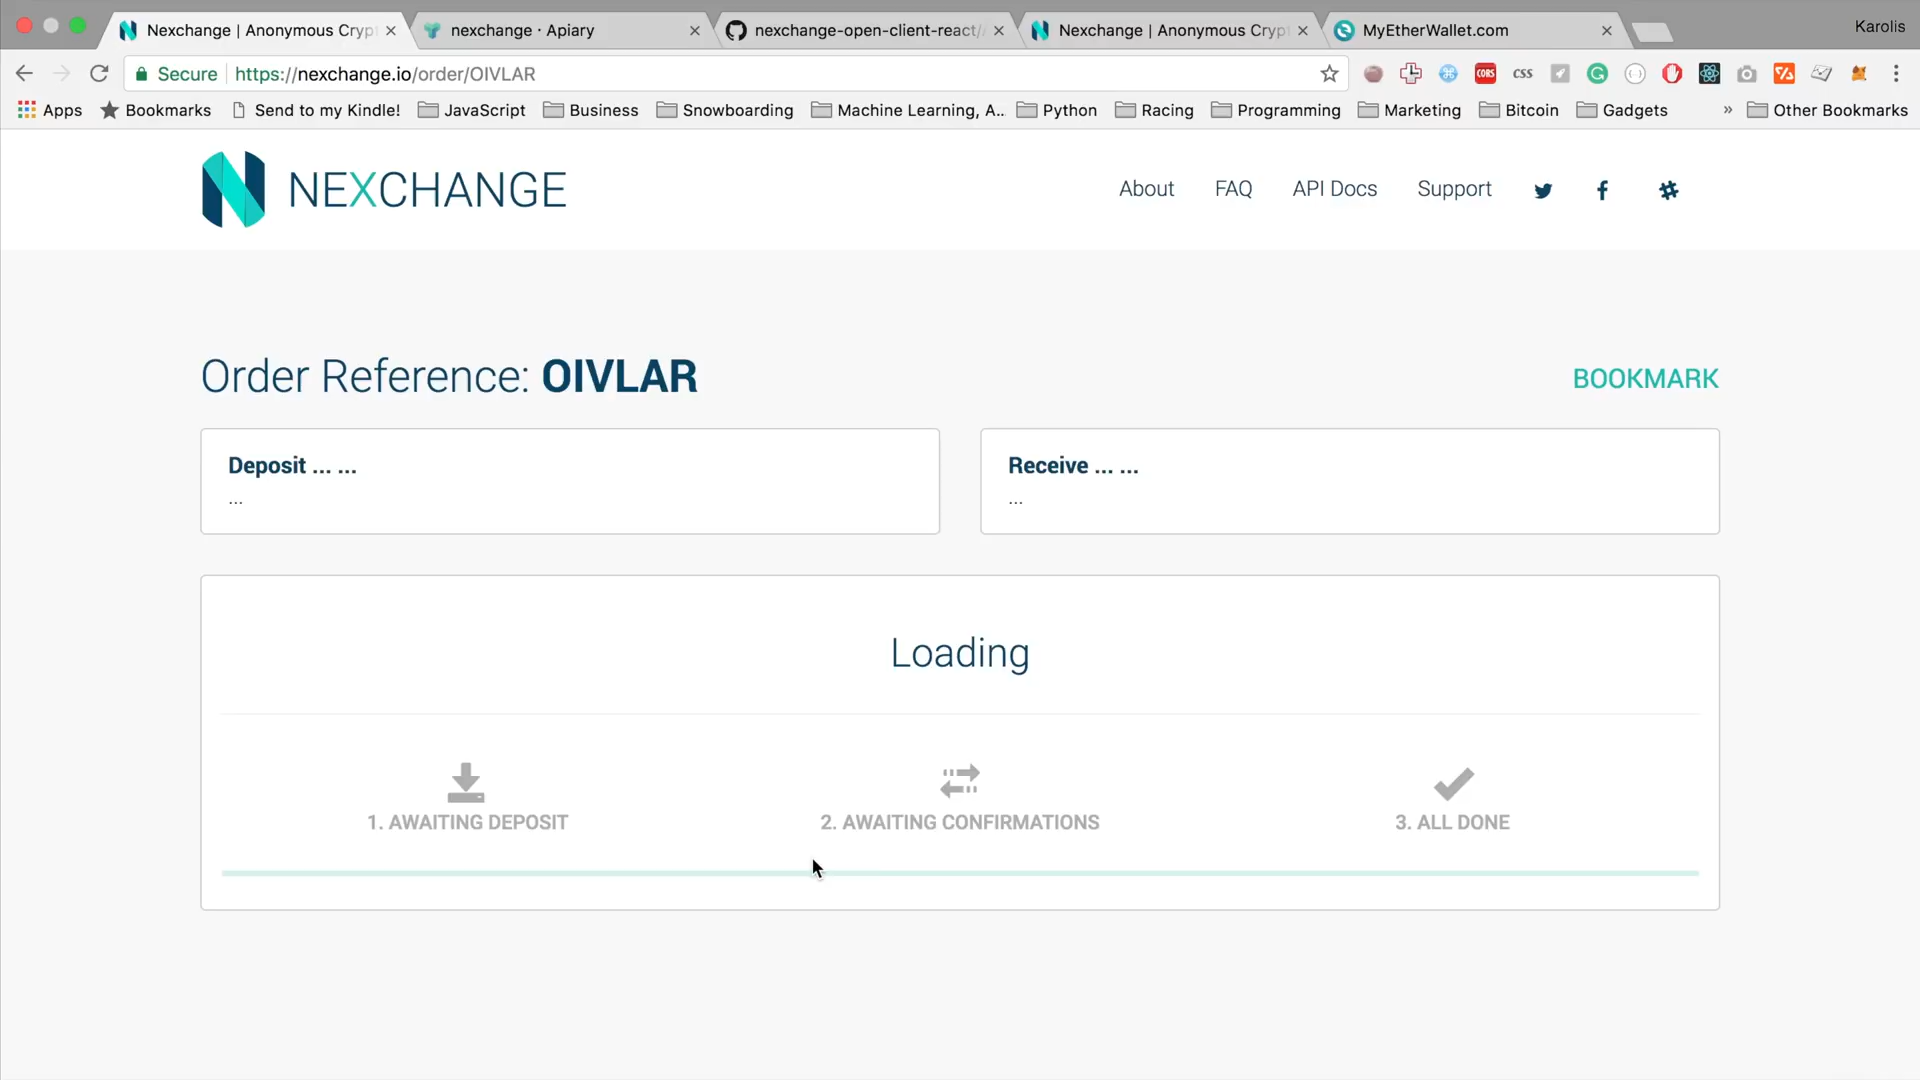 Nexchange | Anonymous Cryp
nexchange · Apiary
nexchange-open-client-react/
Nexchange | Anonymous Cryp
MyEtherWallet.com
Karolis
Secure
https://nexchange.io/order/OIVLAR
CORS
CSS
Apps
Bookmarks
Send to my Kindle!
JavaScript
Business
Snowboarding
Machine Learning, A...
Python
Racing
Programming
Marketing
Bitcoin
Gadgets
»
Other Bookmarks
NEXCHANGE
About
FAQ
API Docs
Support
Order Reference: OIVLAR
BOOKMARK
Deposit ... ...
...
Receive ... ...
...
Loading
1. AWAITING DEPOSIT
2. AWAITING CONFIRMATIONS
3. ALL DONE